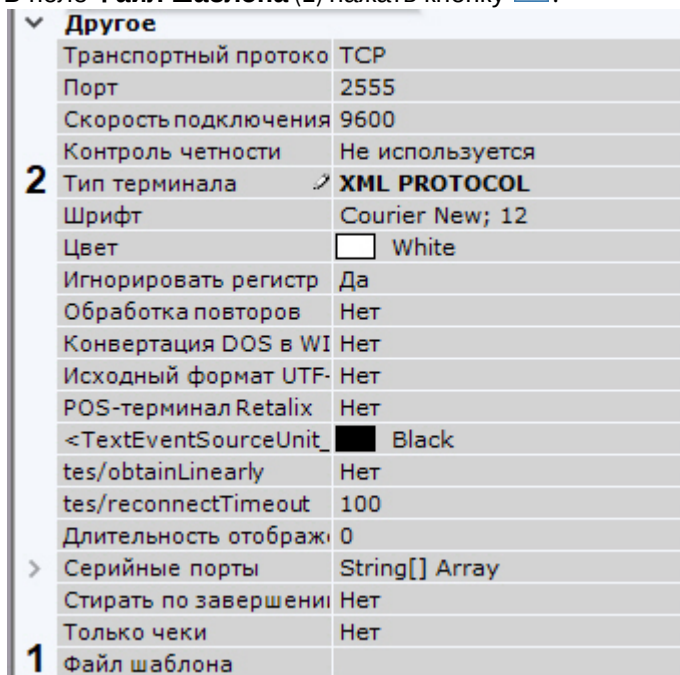 В поле Файл шаблона (1) нажать кнопку
Другое
Транспортный протоко TCP
Порт 2555
Скорость подключения 9600
Контроль четности Не используется
2 Тип терминала XML PROTOCOL
Шрифт Courier New; 12
Цвет White
Игнорировать регистр Да
Обработка повторов Нет
Конвертация DOS в WI Нет
Исходный формат UTF- Нет
POS-терминал Retalix Нет
<TextEventSourceUnit_ Black
tes/obtainLinearly Нет
tes/reconnectTimeout 100
Длительность отображ 0
Серийные порты String[] Array
Стирать по завершени Нет
Только чеки Нет
1 Файл шаблона